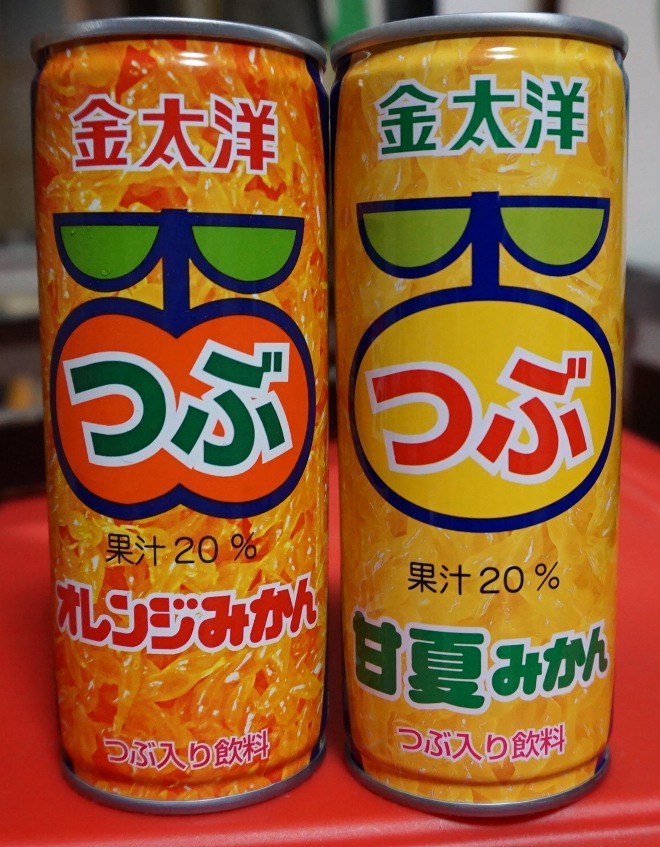 金太洋
つぶ
果汁20%
オレンジみかん
つぶ入り飲料
金太洋
つぶ
果汁20%
甘夏みかん
つぶ入り飲料